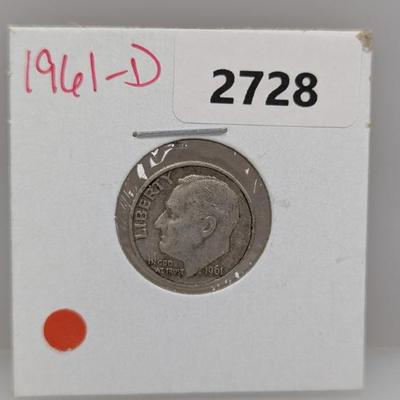 1961-D
2728
LIBERTY
IN GOD
WE TRUST
1961